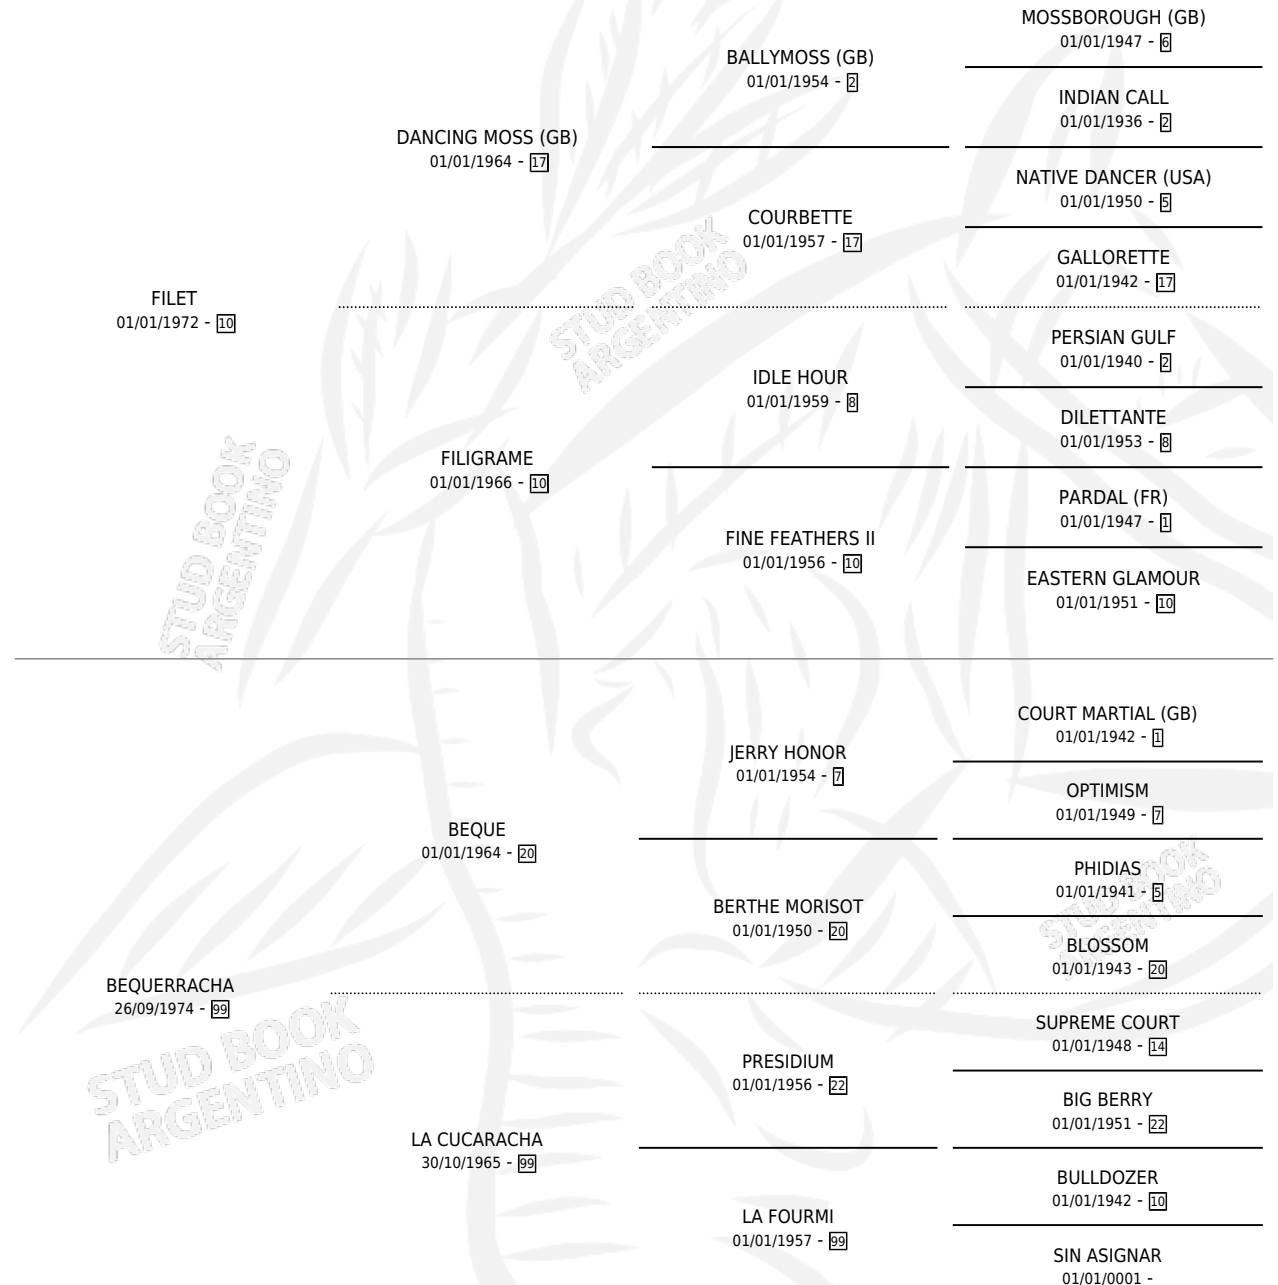 MOSSBOROUGH (GB)
01/01/1947 - 6
BALLYMOSS (GB)
01/01/1954 - 2
INDIAN CALL
01/01/1936 - 2
DANCING MOSS (GB)
01/01/1964 - 17
NATIVE DANCER (USA)
01/01/1950 - 5
COURBETTE
01/01/1957 - 17
GALLORETTE
01/01/1942 - 17
FILET
01/01/1972 - 10
PERSIAN GULF
01/01/1940 - 2
IDLE HOUR
01/01/1959 - 8
DILETTANTE
01/01/1953 - 8
FILIGRAME
01/01/1966 - 10
PARDAL (FR)
01/01/1947 - 1
FINE FEATHERS II
01/01/1956 - 10
EASTERN GLAMOUR
01/01/1951 - 10
STUD BOOK
ARGENTINO
STUD BOOK
ARGENTINO
COURT MARTIAL (GB)
01/01/1942 - 1
JERRY HONOR
01/01/1954 - 7
OPTIMISM
01/01/1949 - 7
BEQUE
01/01/1964 - 20
PHIDIAS
01/01/1941 - 5
BERTHE MORISOT
01/01/1950 - 20
BLOSSOM
01/01/1943 - 20
BEQUERRACHA
26/09/1974 - 99
SUPREME COURT
01/01/1948 - 14
PRESIDIUM
01/01/1956 - 22
BIG BERRY
01/01/1951 - 22
LA CUCARACHA
30/10/1965 - 99
BULLDOZER
01/01/1942 - 10
LA FOURMI
01/01/1957 - 99
SIN ASIGNAR
01/01/0001 -
STUD BOOK
ARGENTINO
STUD BOOK
ARGENTINO